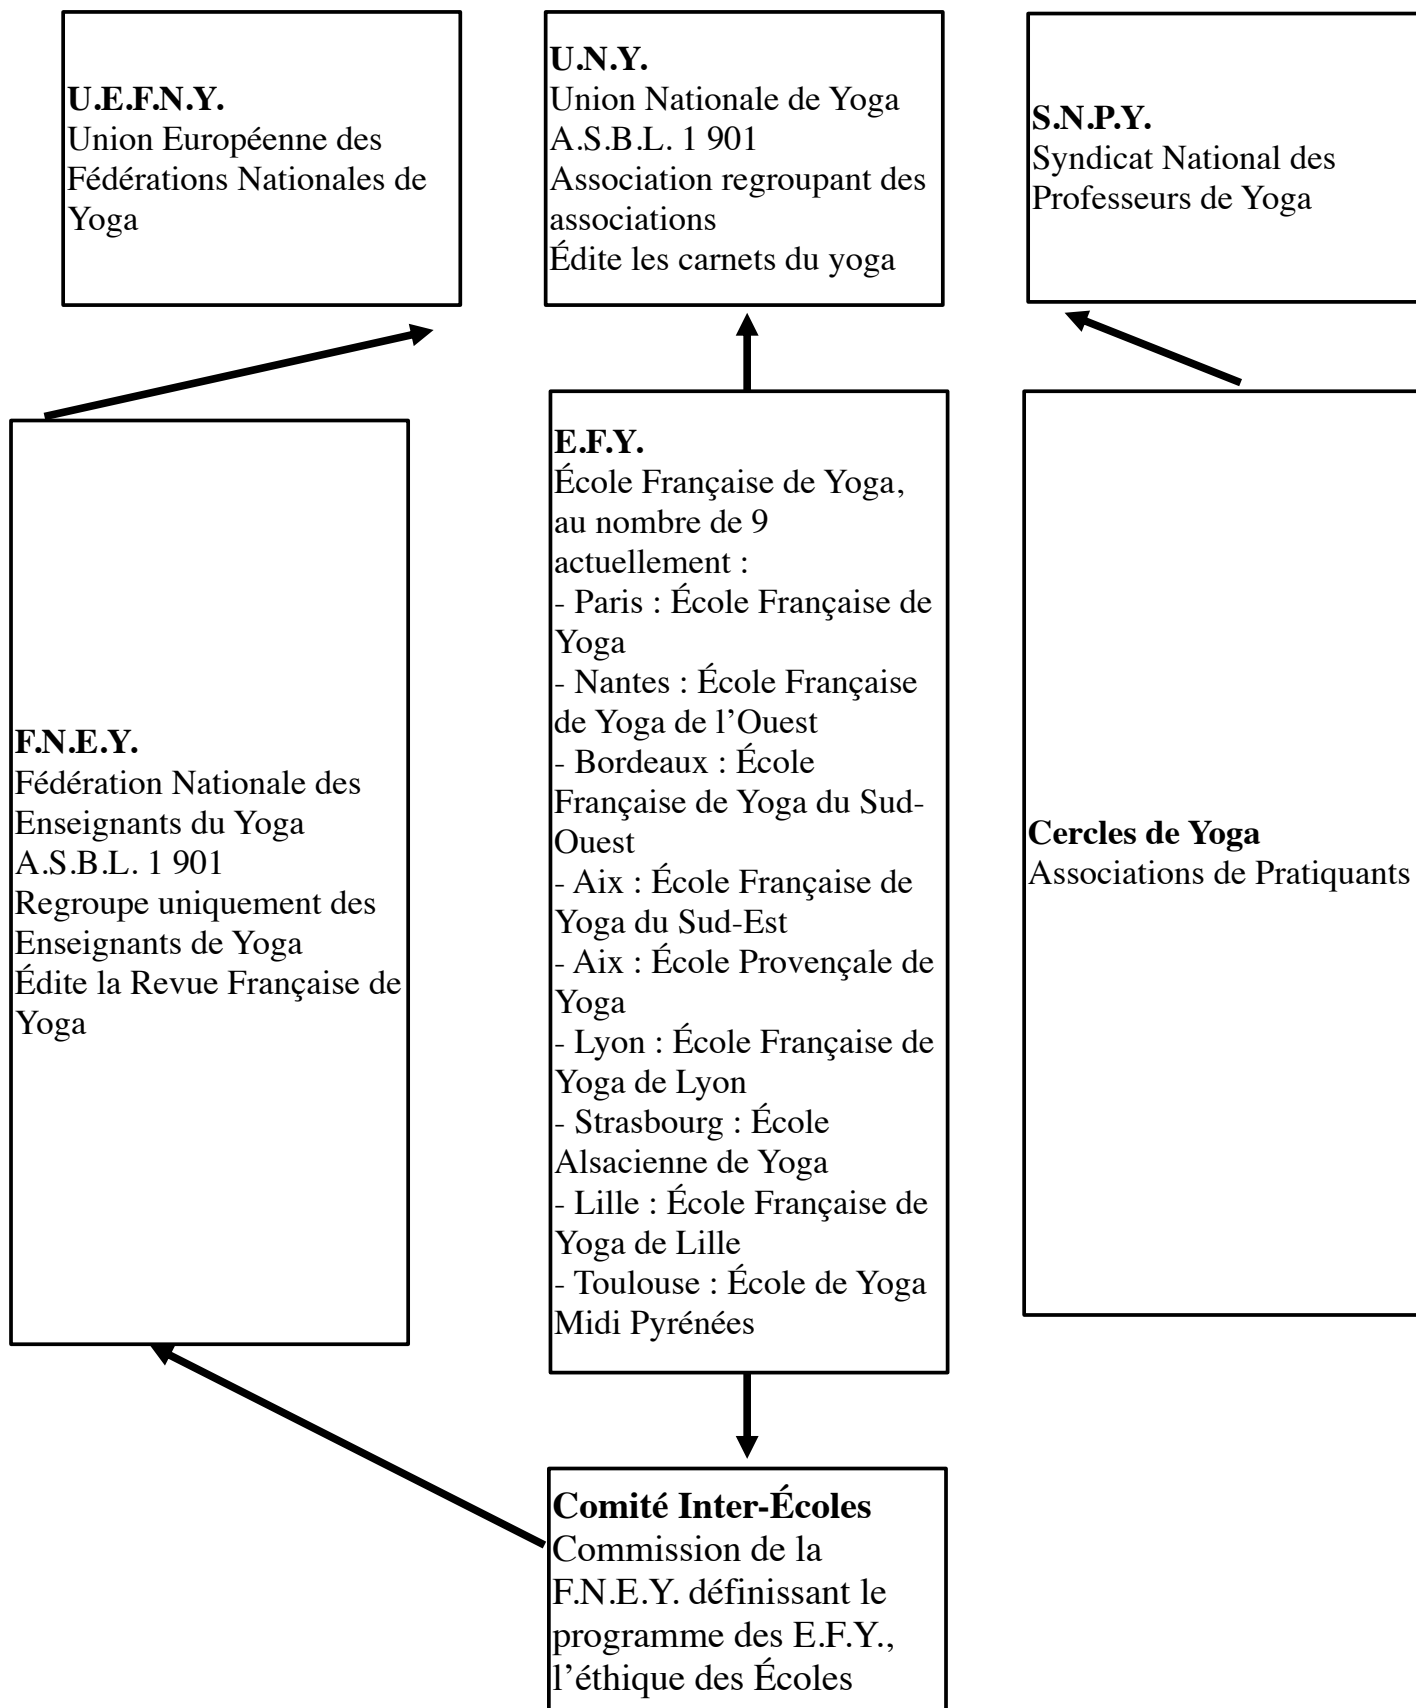 U.E.F.N.Y.
Union Européenne des
Fédérations Nationales de
Yoga
U.N.Y.
Union Nationale de Yoga
A.S.B.L. 1 901
Association regroupant des
associations
Édite les carnets du yoga
S.N.P.Y.
Syndicat National des
Professeurs de Yoga
F.N.E.Y.
Fédération Nationale des
Enseignants du Yoga
A.S.B.L. 1 901
Regroupe uniquement des
Enseignants de Yoga
Édite la Revue Française de
Yoga
E.F.Y.
École Française de Yoga,
au nombre de 9
actuellement :
- Paris : École Française de
Yoga
- Nantes : École Française
de Yoga de l’Ouest
- Bordeaux : École
Française de Yoga du Sud-
Ouest
- Aix : École Française de
Yoga du Sud-Est
- Aix : École Provençale de
Yoga
- Lyon : École Française de
Yoga de Lyon
- Strasbourg : École
Alsacienne de Yoga
- Lille : École Française de
Yoga de Lille
- Toulouse : École de Yoga
Midi Pyrénées
Cercles de Yoga
Associations de Pratiquants
Comité Inter-Écoles
Commission de la
F.N.E.Y. définissant le
programme des E.F.Y.,
l’éthique des Écoles